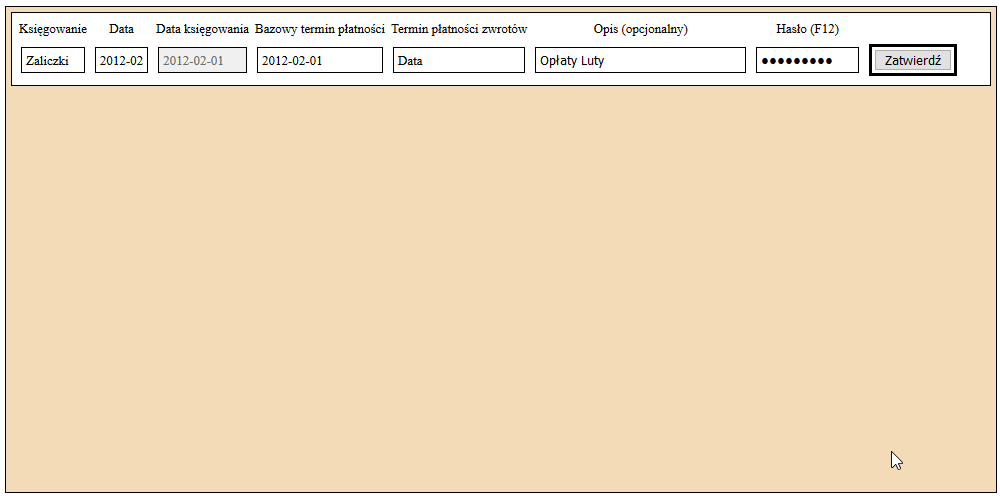 Księgowanie Data Data księgowania Bazowy termin płatności Termin płatności zwrotów Opis (opcjonalny) Hasło (F12)
Zaliczki 2012-02 2012-02-01 2012-02-01 Data Opłaty Luty ●●●●●●●●● Zatwierdź